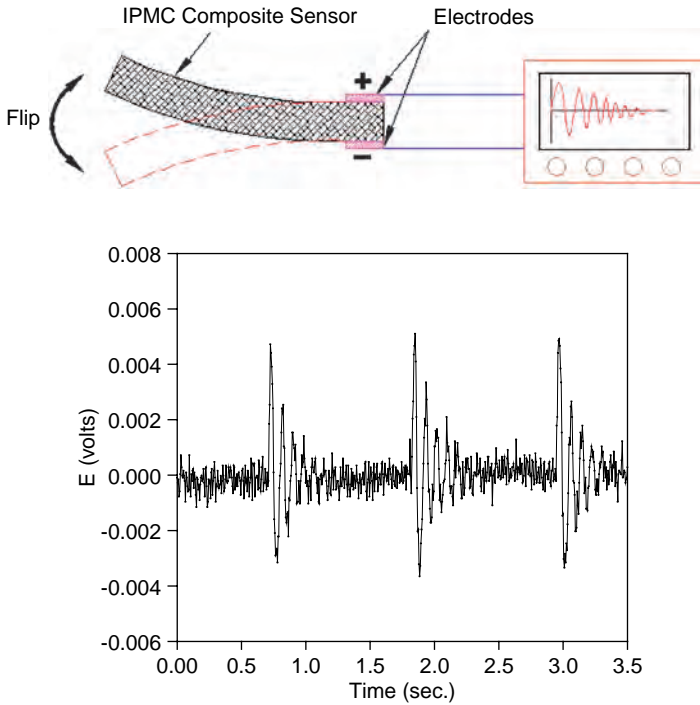 IPMC Composite Sensor
Electrodes
+
Flip
−
0.008
0.006
0.004
0.002
0.000
-0.002
-0.004
-0.006
E (volts)
0.00 0.5 1.0 1.5 2.0 2.5 3.0 3.5
Time (sec.)